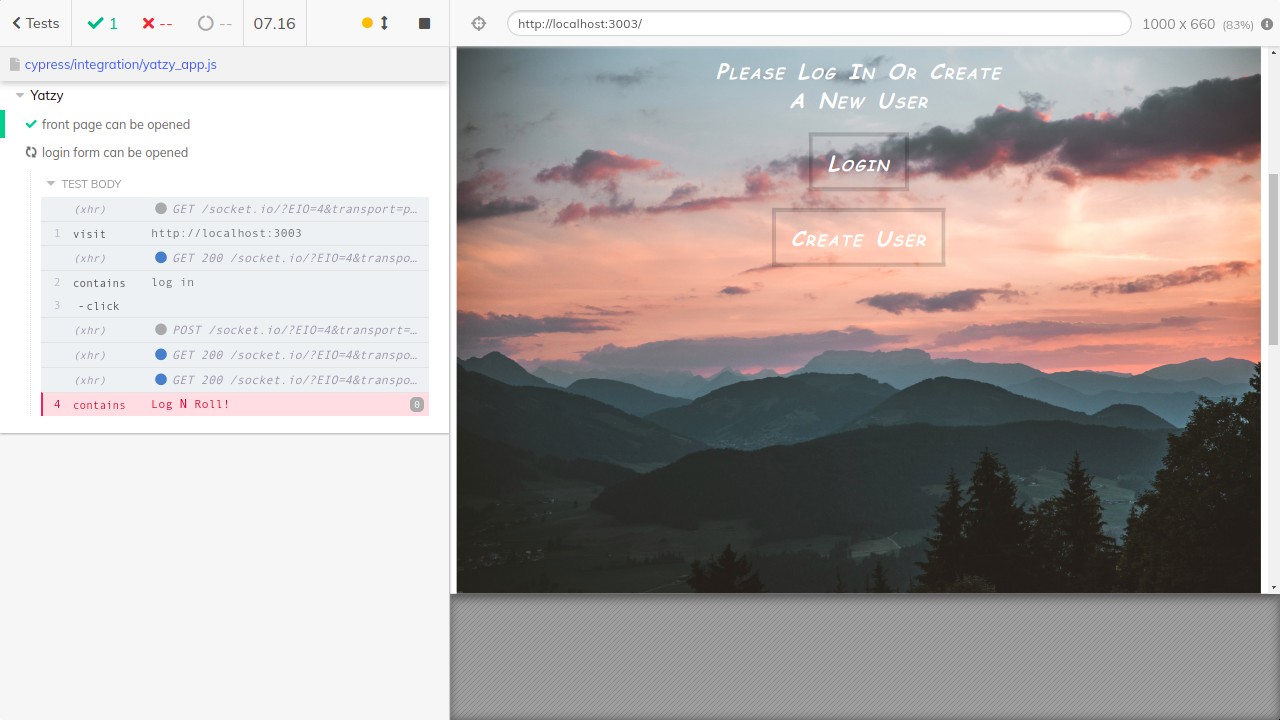 Tests
1
--
--
07.16
http://localhost:3003/
1000 x 660 (83%)
cypress/integration/yatzy_app.js
Yatzy
front page can be opened
login form can be opened
TEST BODY
(xhr) GET /socket.io/?EIO=4&transport=p...
1 visit http://localhost:3003
(xhr) GET 200 /socket.io/?EIO=4&transpo...
2 contains log in
3 -click
(xhr) POST /socket.io/?EIO=4&transport=...
(xhr) GET 200 /socket.io/?EIO=4&transpo...
(xhr) GET 200 /socket.io/?EIO=4&transpo...
4 contains Log N Roll! 0
Please Log In Or Create
A New User
Login
Create User